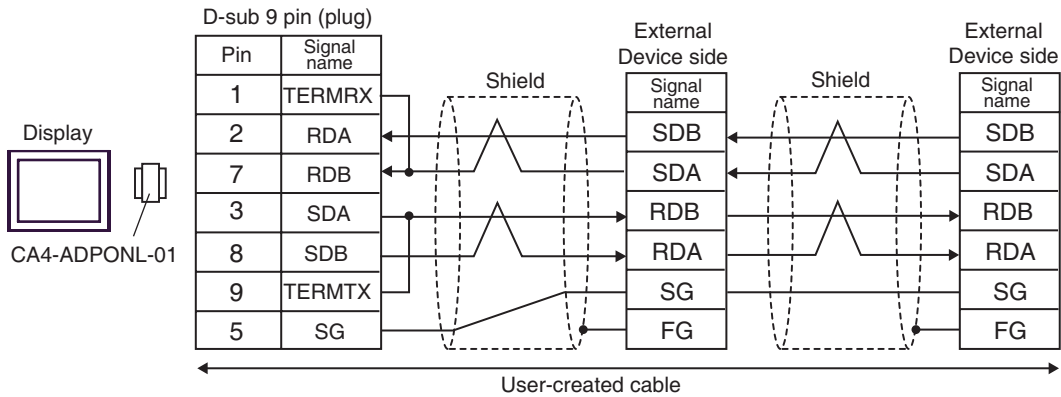 D-sub 9 pin (plug)
Pin Signal name
1 TERMRX
2 RDA
7 RDB
3 SDA
8 SDB
9 TERMTX
5 SG
Display
CA4-ADPONL-01
Shield
External
Device side
Signal name
SDB
SDA
RDB
RDA
SG
FG
Shield
External
Device side
Signal name
SDB
SDA
RDB
RDA
SG
FG
User-created cable